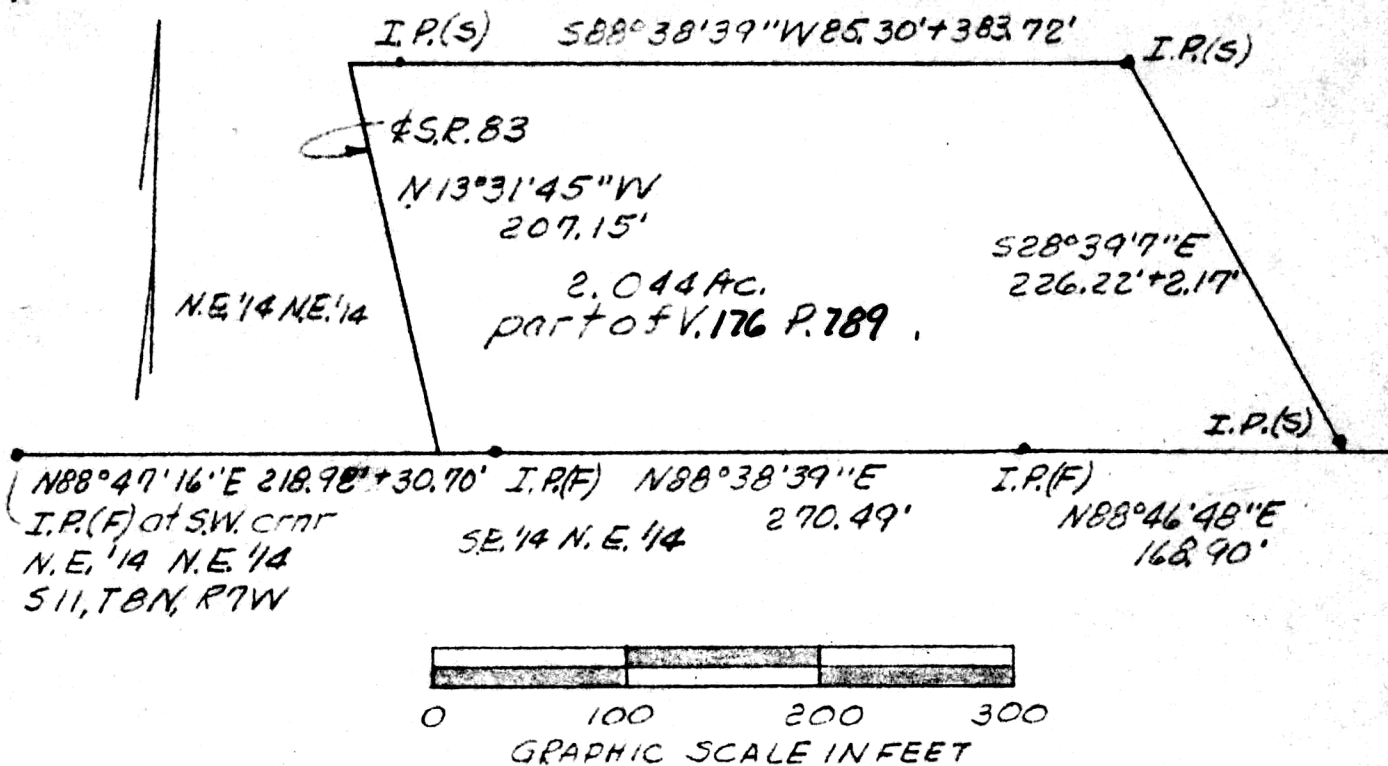 I.P.(S) S88°38'39"W 85.30'+383.72' I.P.(S)
℄ S.R. 83
N13°31'45"W
207.15'
S28°39'7"E
226.22'+2.17'
2.044 Ac.
part of V.176 P.789.
N.E.1/4 N.E.1/4
I.P.(S)
N88°47'16"E 218.98'+30.70' I.P.(F) N88°38'39"E I.P.(F)
270.49'
N88°46'48"E
168.90'
I.P.(F) at S.W. crnr
N.E.1/4 N.E.1/4
S11, T8N, R7W
SE.1/4 N.E.1/4
0 100 200 300
GRAPHIC SCALE IN FEET